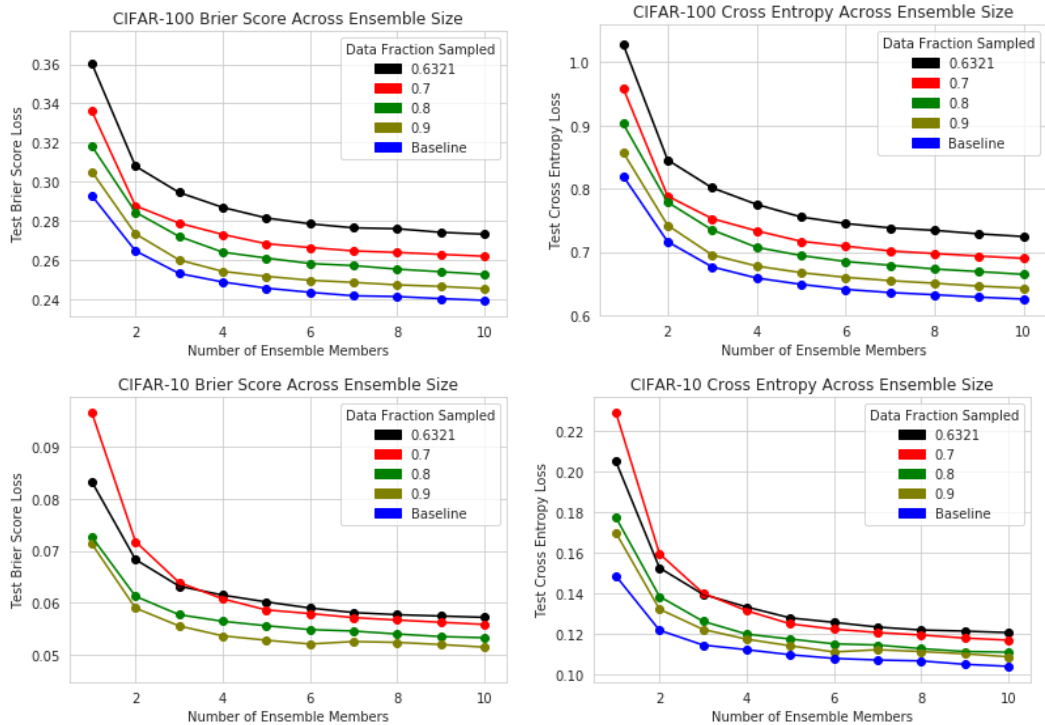 CIFAR-100 Brier Score Across Ensemble Size
Test Brier Score Loss
0.36
0.34
0.32
0.30
0.28
0.26
0.24
Data Fraction Sampled
0.6321
0.7
0.8
0.9
Baseline
2 4 6 8 10
Number of Ensemble Members
CIFAR-100 Cross Entropy Across Ensemble Size
Test Cross Entropy Loss
1.0
0.9
0.8
0.7
0.6
Data Fraction Sampled
0.6321
0.7
0.8
0.9
Baseline
2 4 6 8 10
Number of Ensemble Members
CIFAR-10 Brier Score Across Ensemble Size
Test Brier Score Loss
0.09
0.08
0.07
0.06
0.05
Data Fraction Sampled
0.6321
0.7
0.8
0.9
Baseline
2 4 6 8 10
Number of Ensemble Members
CIFAR-10 Cross Entropy Across Ensemble Size
Test Cross Entropy Loss
0.22
0.20
0.18
0.16
0.14
0.12
0.10
Data Fraction Sampled
0.6321
0.7
0.8
0.9
Baseline
2 4 6 8 10
Number of Ensemble Members